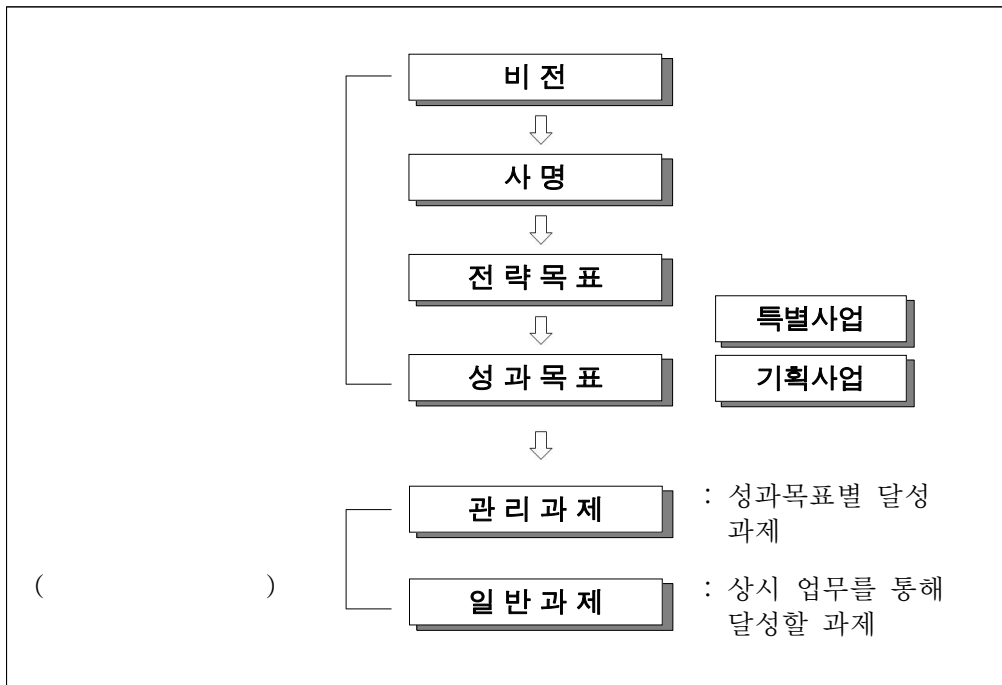 비 전
사 명
전 략 목 표
특별사업
성 과 목 표
기획사업
관 리 과 제
: 성과목표별 달성
과제
( )
일 반 과 제
: 상시 업무를 통해
달성할 과제